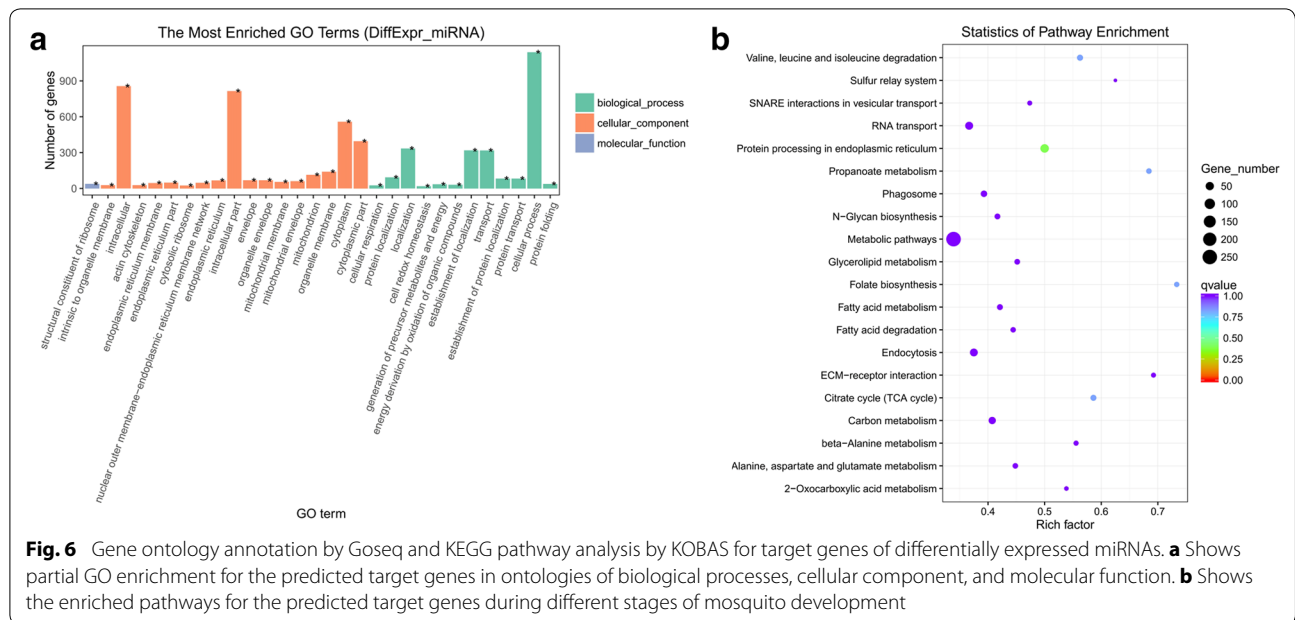 a
The Most Enriched GO Terms (DiffExpr_miRNA)
Number of genes
900
600
300
0
biological_process
cellular_component
molecular_function
structural constituent of ribosome
intrinsic to organelle membrane
intracellular
actin cytoskeleton
endoplasmic reticulum membrane
endoplasmic reticulum part
cytosolic ribosome
nuclear outer membrane−endoplasmic reticulum membrane network
endoplasmic reticulum
intracellular part
envelope
organelle envelope
mitochondrial membrane
mitochondrial envelope
mitochondrion
organelle membrane
cytoplasm
cytoplasmic part
cellular respiration
protein localization
localization
cell redox homeostasis
generation of precursor metabolites and energy
energy derivation by oxidation of organic compounds
establishment of localization
transport
establishment of protein localization
protein transport
cellular process
protein folding
GO term
b
Statistics of Pathway Enrichment
Valine, leucine and isoleucine degradation
Sulfur relay system
SNARE interactions in vesicular transport
RNA transport
Protein processing in endoplasmic reticulum
Propanoate metabolism
Phagosome
N−Glycan biosynthesis
Metabolic pathways
Glycerolipid metabolism
Folate biosynthesis
Fatty acid metabolism
Fatty acid degradation
Endocytosis
ECM−receptor interaction
Citrate cycle (TCA cycle)
Carbon metabolism
beta−Alanine metabolism
Alanine, aspartate and glutamate metabolism
2−Oxocarboxylic acid metabolism
0.4 0.5 0.6 0.7
Rich factor
Gene_number
50
100
150
200
250
qvalue
1.00
0.75
0.50
0.25
0.00
Fig. 6 Gene ontology annotation by Goseq and KEGG pathway analysis by KOBAS for target genes of differentially expressed miRNAs. a Shows
partial GO enrichment for the predicted target genes in ontologies of biological processes, cellular component, and molecular function. b Shows
the enriched pathways for the predicted target genes during different stages of mosquito development